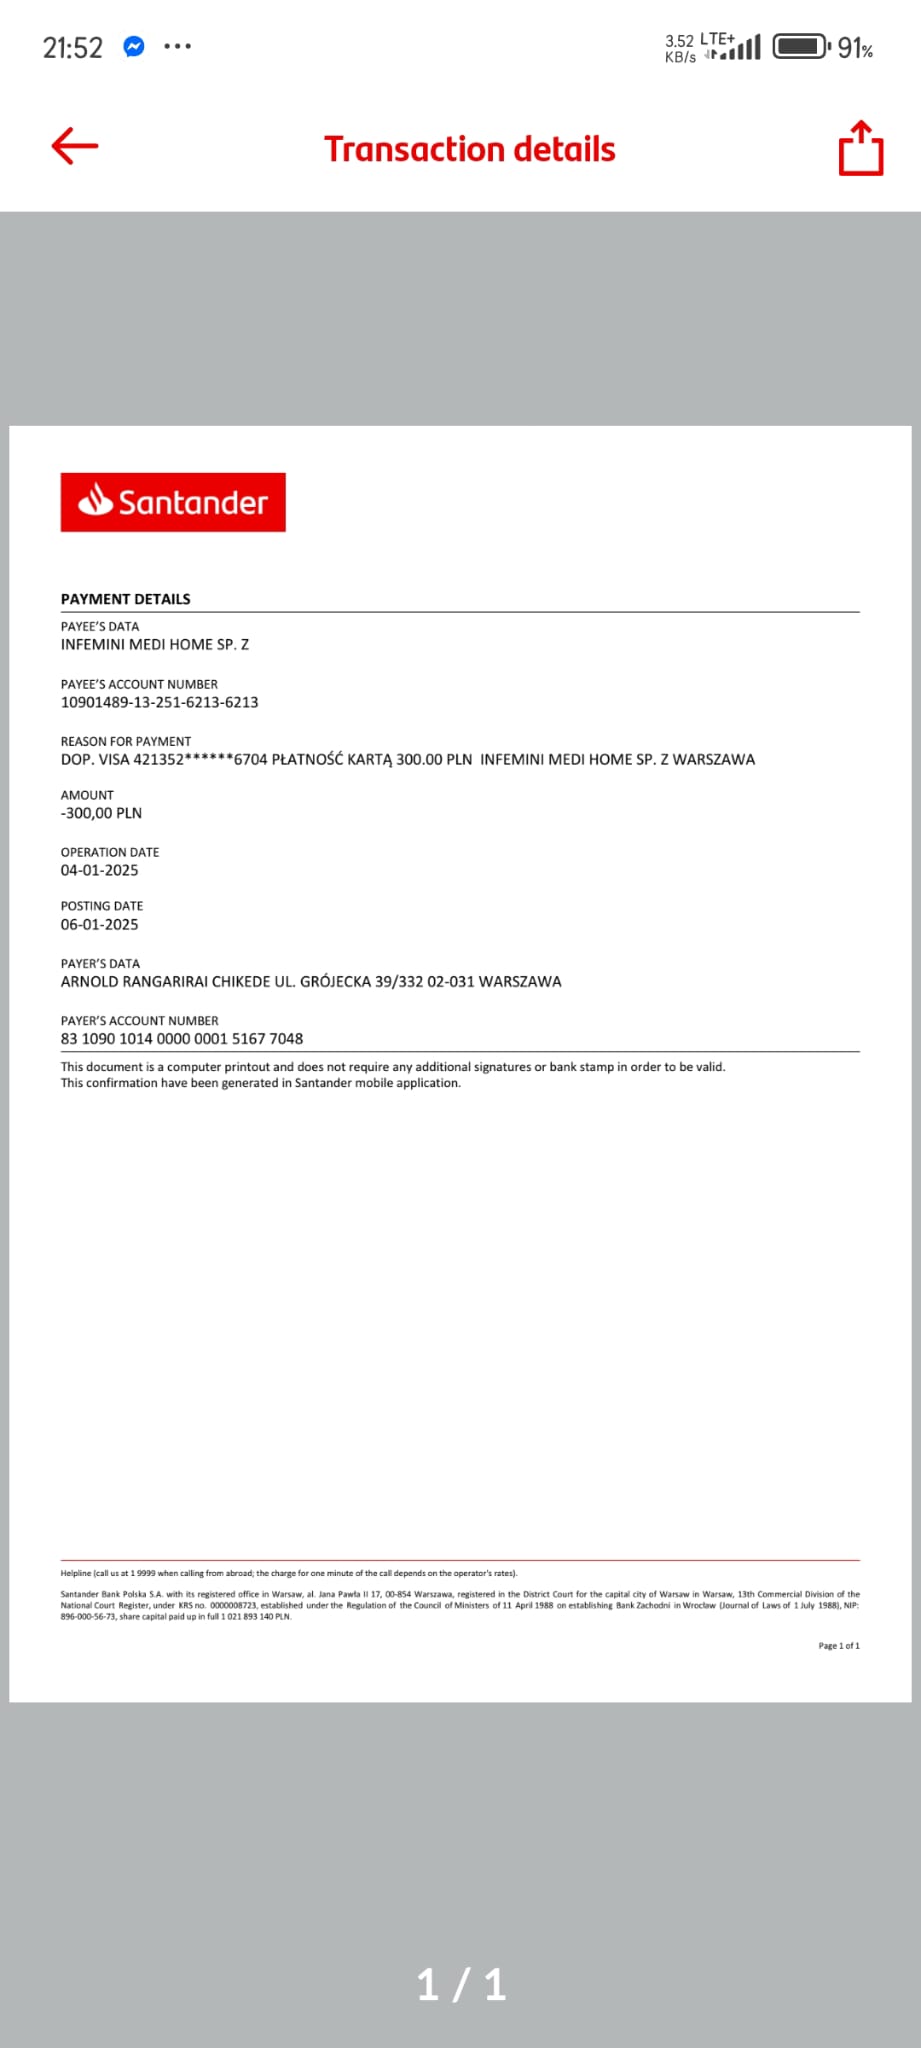 21:52 ... 3.52 KB/s LTE+ 91%
Transaction details
Santander
PAYMENT DETAILS
PAYEE'S DATA
INFEMINI MEDI HOME SP. Z
PAYEE'S ACCOUNT NUMBER
10901489-13-251-6213-6213
REASON FOR PAYMENT
DOP. VISA 421352******6704 PŁATNOŚĆ KARTĄ 300.00 PLN INFEMINI MEDI HOME SP. Z WARSZAWA
AMOUNT
-300,00 PLN
OPERATION DATE
04-01-2025
POSTING DATE
06-01-2025
PAYER'S DATA
ARNOLD RANGARIRAI CHIKEDE UL. GRÓJECKA 39/332 02-031 WARSZAWA
PAYER'S ACCOUNT NUMBER
83 1090 1014 0000 0001 5167 7048
This document is a computer printout and does not require any additional signatures or bank stamp in order to be valid.
This confirmation have been generated in Santander mobile application.
Helpline (call us at 1 9999 when calling from abroad; the charge for one minute of the call depends on the operator's rates).
Santander Bank Polska S.A. with its registered office in Warsaw, al. Jana Pawła II 17, 00-854 Warszawa, registered in the District Court for the capital city of Warsaw in Warsaw, 13th Commercial Division of the
National Court Register, under KRS no. 0000008723, established under the Regulation of the Council of Ministers of 11 April 1988 on establishing Bank Zachodni in Wrocław (Journal of Laws of 1 July 1988), NIP:
896-000-56-73, share capital paid up in full 1 021 893 140 PLN.
Page 1 of 1
1 / 1